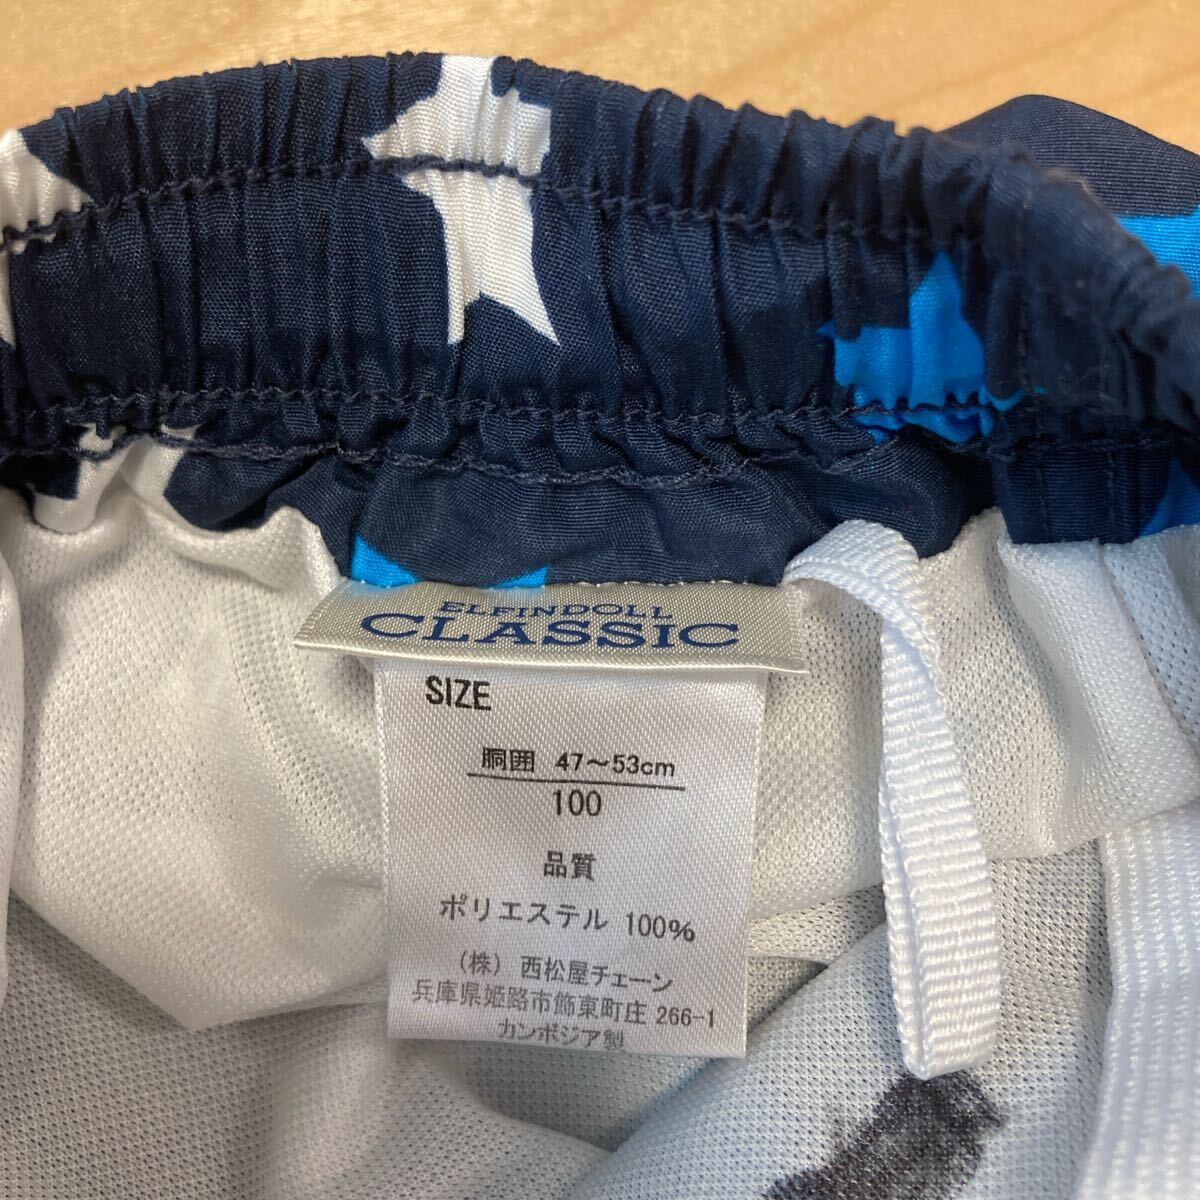 ELFINDOLL
CLASSIC
SIZE
胴囲 47～53cm
100
品質
ポリエステル 100%
(株) 西松屋チェーン
兵庫県姫路市飾東町庄 266-1
カンボジア製